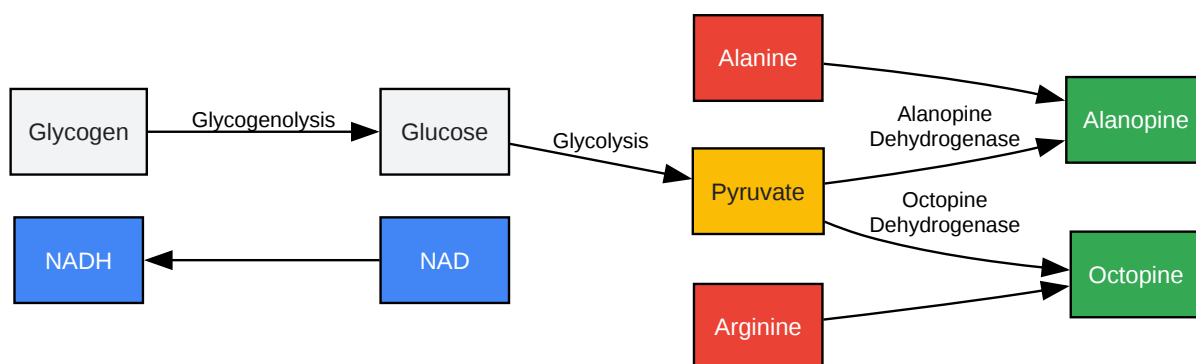 Alanine
Glycogen
Glycogenolysis
Glucose
Glycolysis
Alanopine
Dehydrogenase
Alanopine
Pyruvate
Octopine
Dehydrogenase
NADH
NAD
Octopine
Arginine